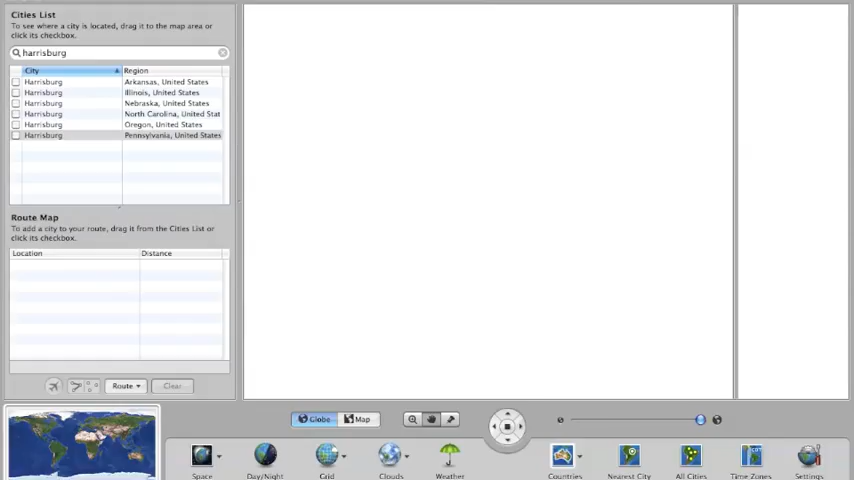 Cities List
To see where a city is located, drag it to the map area or
click its checkbox.
harrisburg
City Region
Harrisburg Arkansas, United States
Harrisburg Illinois, United States
Harrisburg Nebraska, United States
Harrisburg North Carolina, United Stat
Harrisburg Oregon, United States
Harrisburg Pennsylvania, United States
Route Map
To add a city to your route, drag it from the Cities List or
click its checkbox.
Location Distance
Route Clear
Globe Map
Space Day/Night Grid Clouds Weather Countries Nearest City All Cities Time Zones Settings